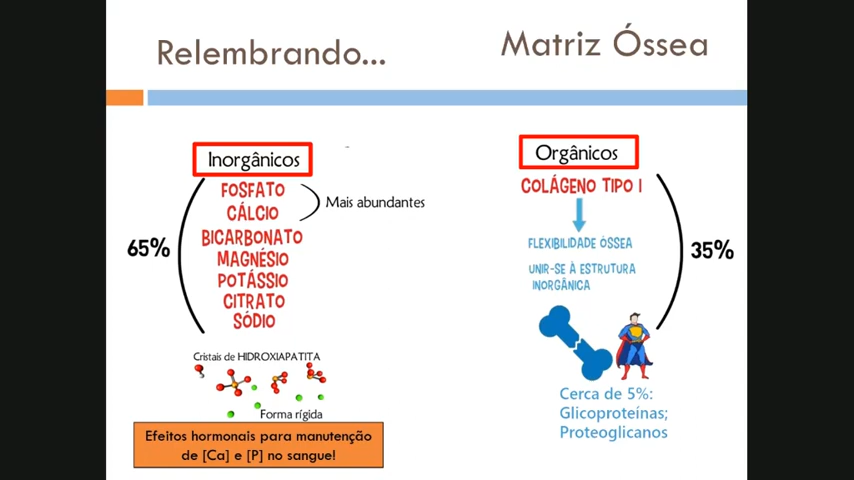 Relembrando...
Matriz Óssea
Inorgânicos
FOSFATO
CÁLCIO
Mais abundantes
BICARBONATO
MAGNÉSIO
POTÁSSIO
CITRATO
SÓDIO
65%
Cristais de HIDROXIAPATITA
Forma rígida
Efeitos hormonais para manutenção
de [Ca] e [P] no sangue!
Orgânicos
COLÁGENO TIPO I
FLEXIBILIDADE ÓSSEA
UNIR-SE À ESTRUTURA
INORGÂNICA
35%
Cerca de 5%:
Glicoproteínas;
Proteoglicanos